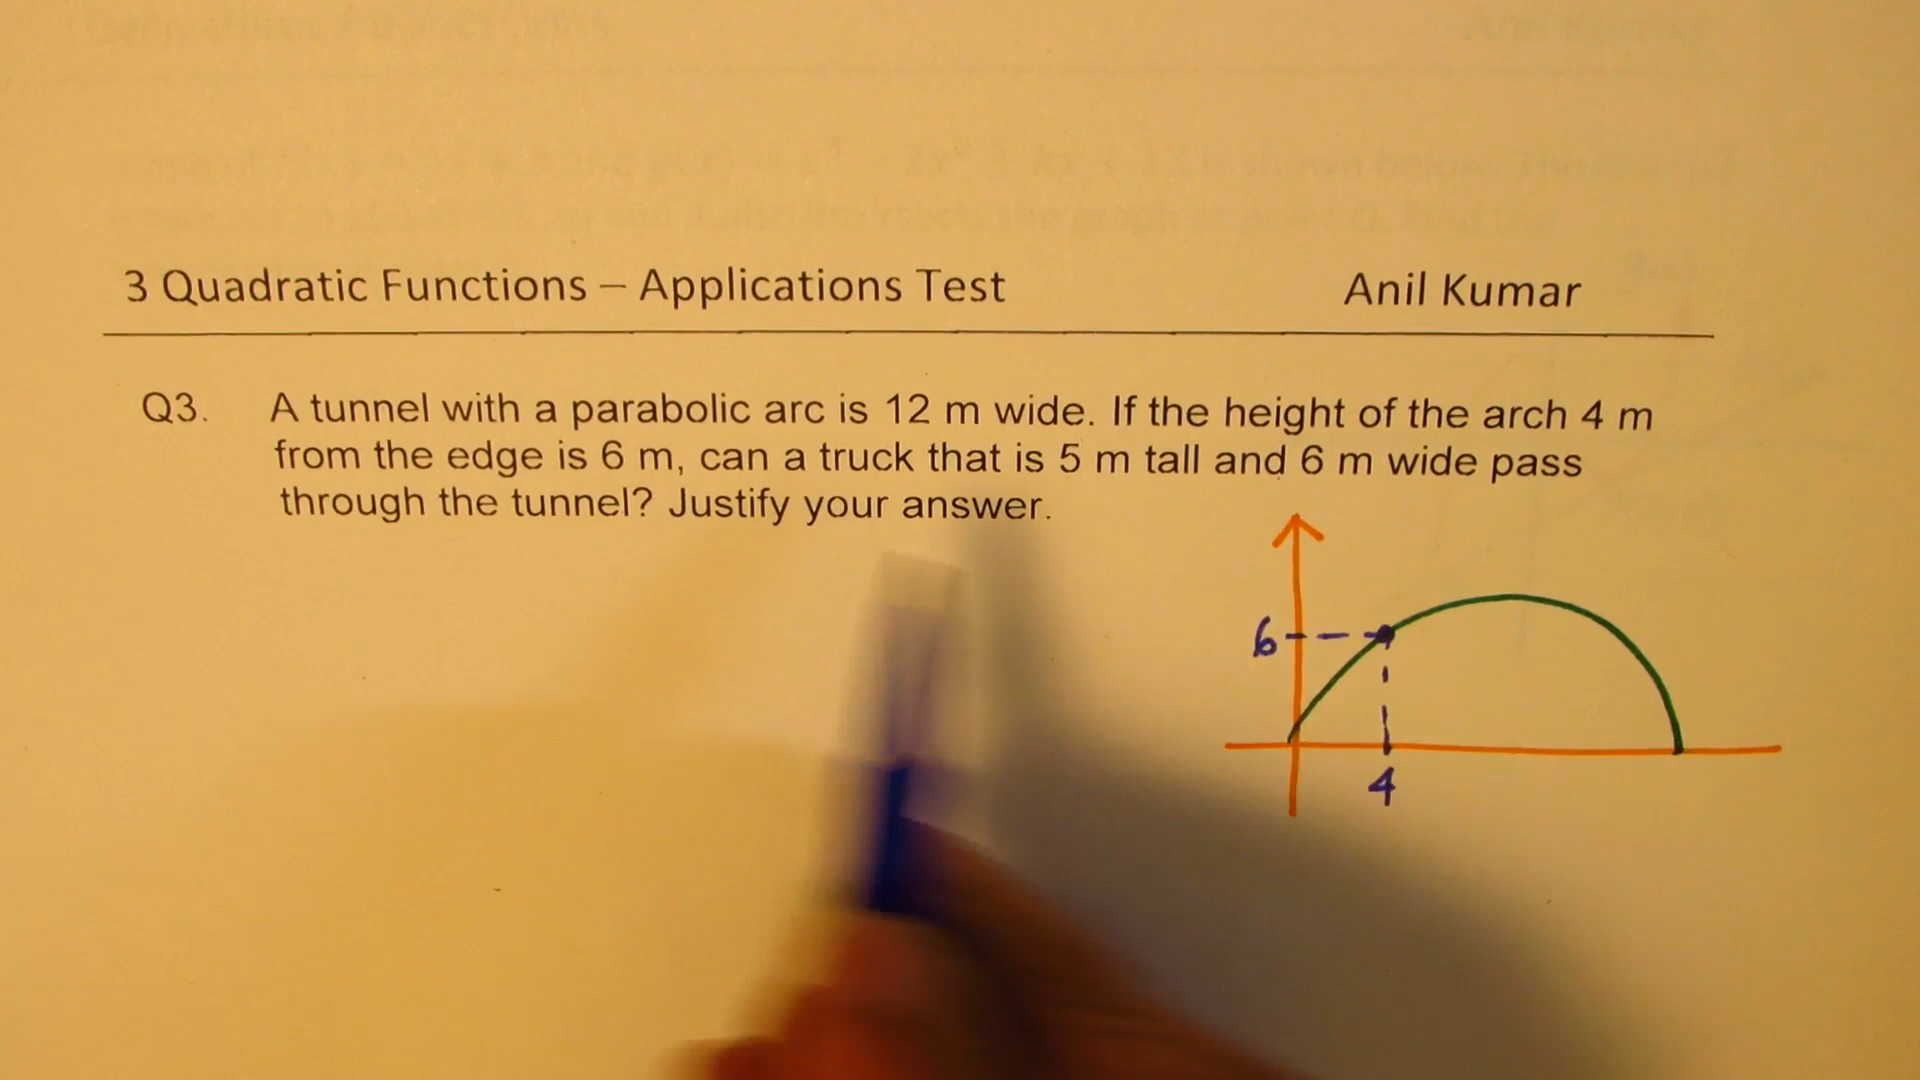 3 Quadratic Functions – Applications Test Anil Kumar
Q3. A tunnel with a parabolic arc is 12 m wide. If the height of the arch 4 m
from the edge is 6 m, can a truck that is 5 m tall and 6 m wide pass
through the tunnel? Justify your answer.
6
4